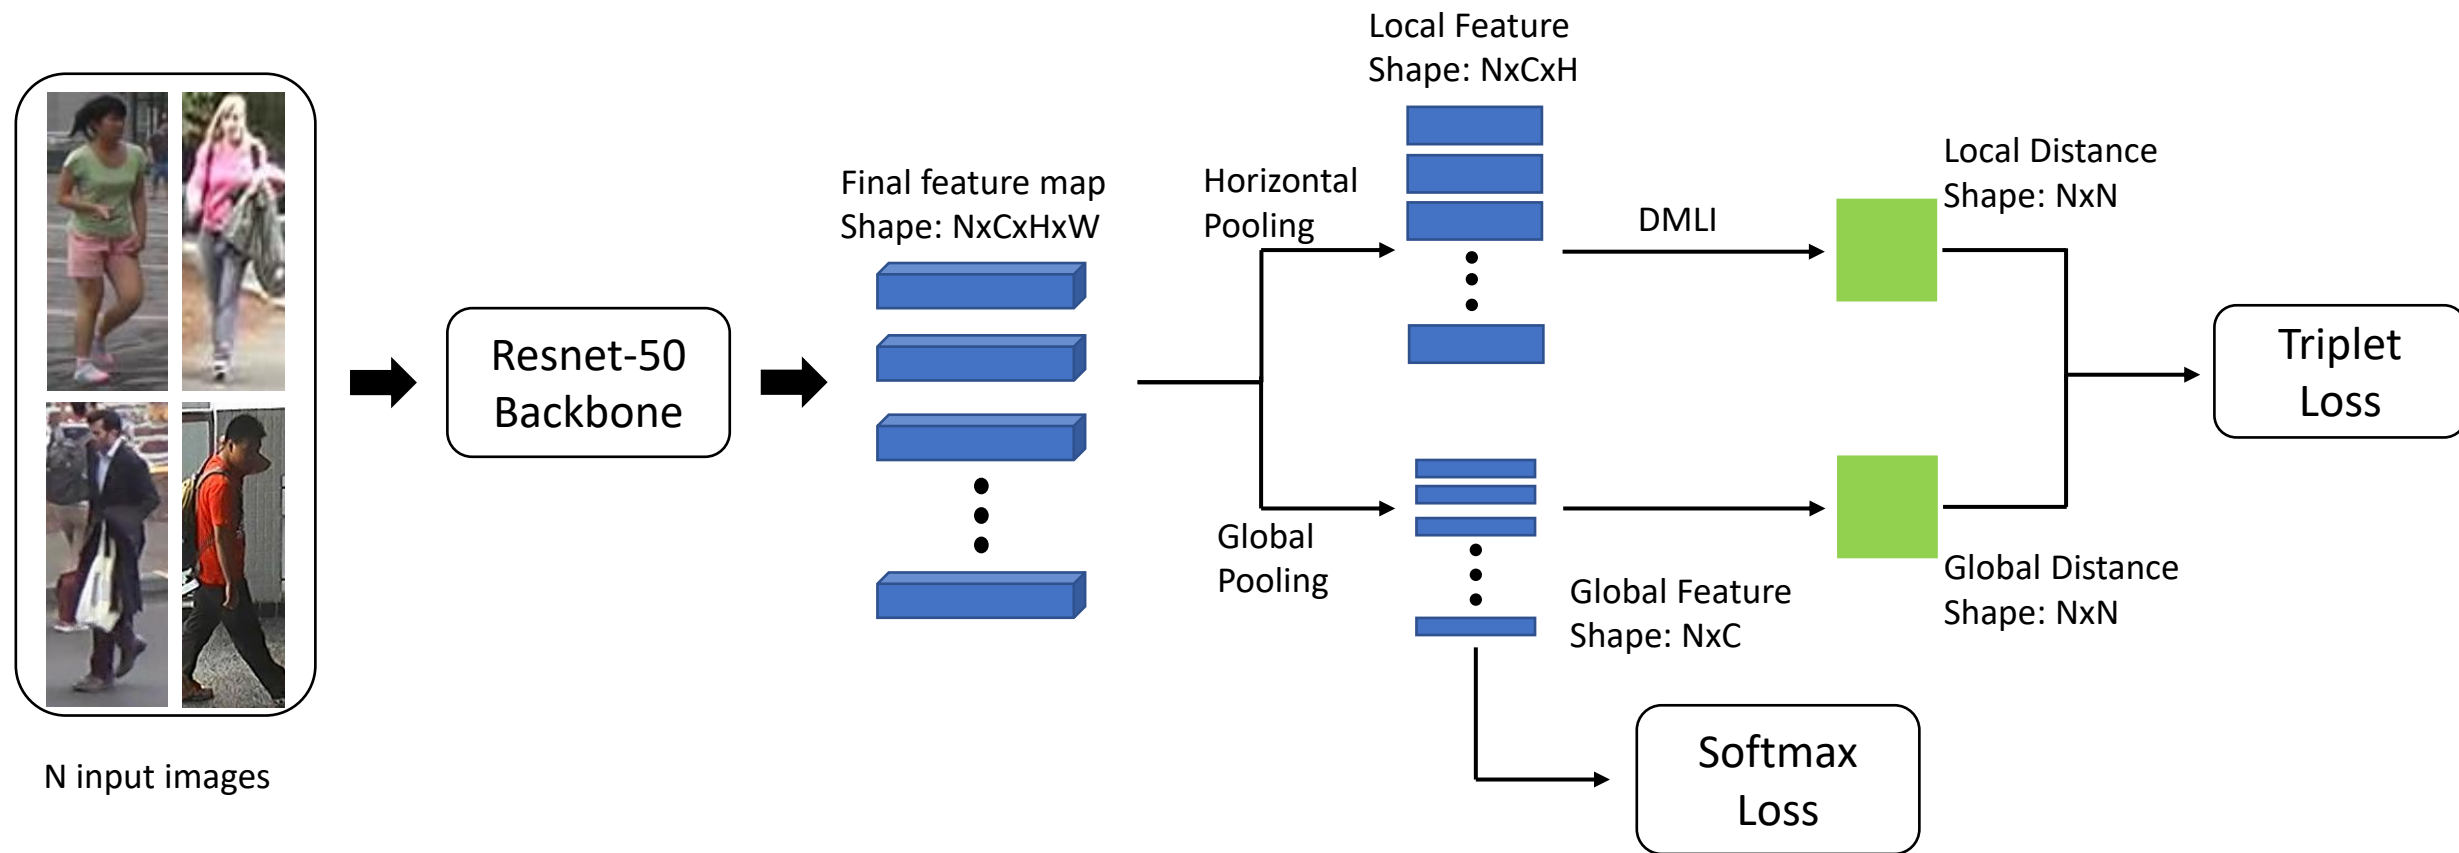 N input images
Resnet-50
Backbone
Final feature map
Shape: NxCxHxW
Horizontal
Pooling
Global
Pooling
Local Feature
Shape: NxCxH
DMLI
Local Distance
Shape: NxN
Global Feature
Shape: NxC
Global Distance
Shape: NxN
Triplet
Loss
Softmax
Loss